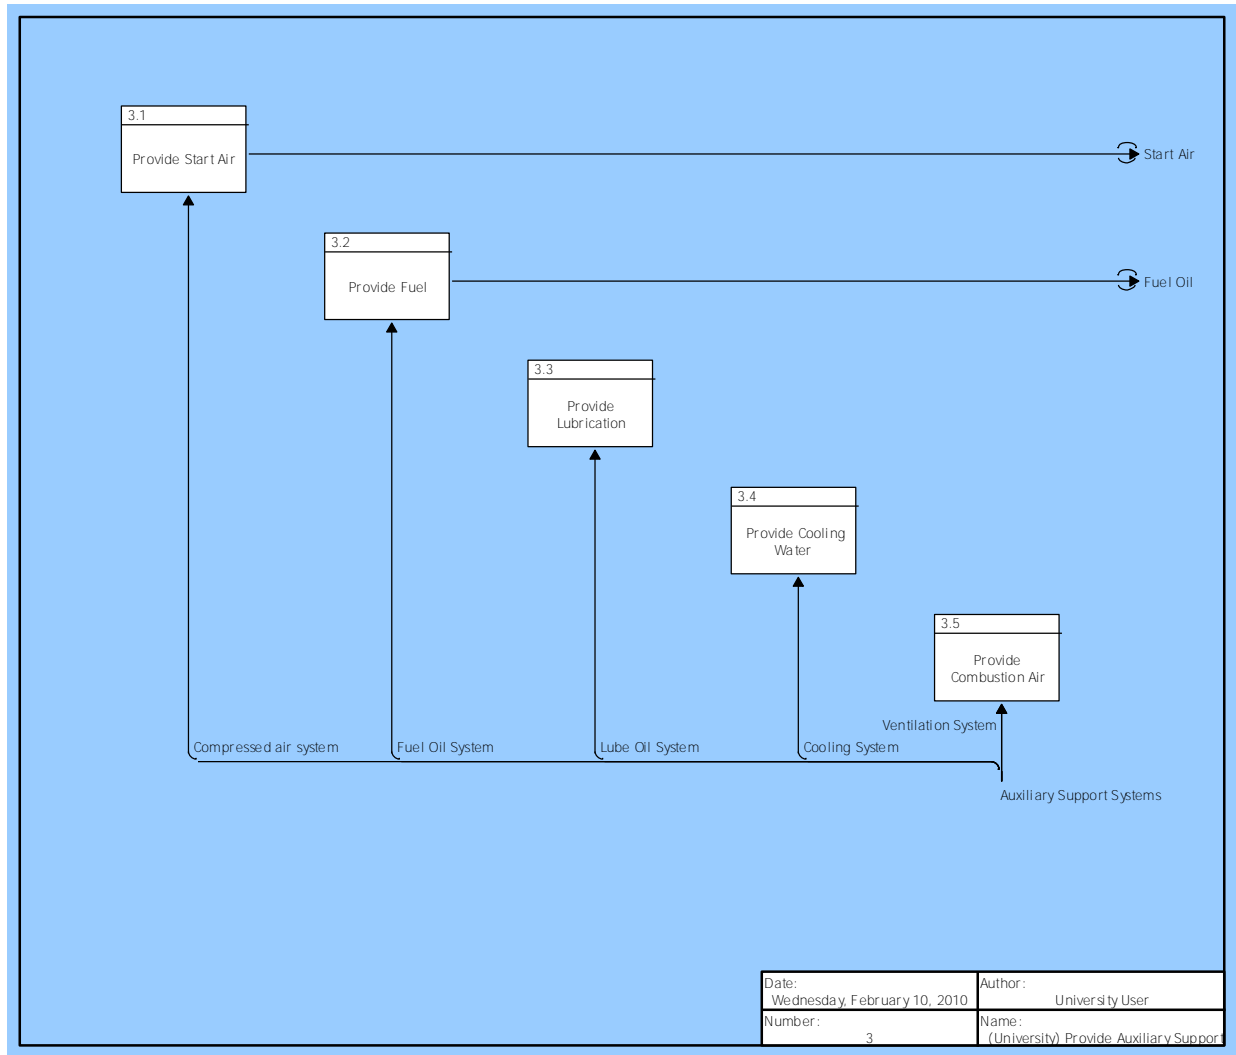 3.1
Provide Start Air
Start Air
3.2
Provide Fuel
Fuel Oil
3.3
Provide
Lubrication
3.4
Provide Cooling
Water
3.5
Provide
Combustion Air
Ventilation System
Compressed air system
Fuel Oil System
Lube Oil System
Cooling System
Auxiliary Support Systems
Date:
Wednesday, February 10, 2010
Author:
University User
Number:
3
Name:
(University) Provide Auxiliary Support